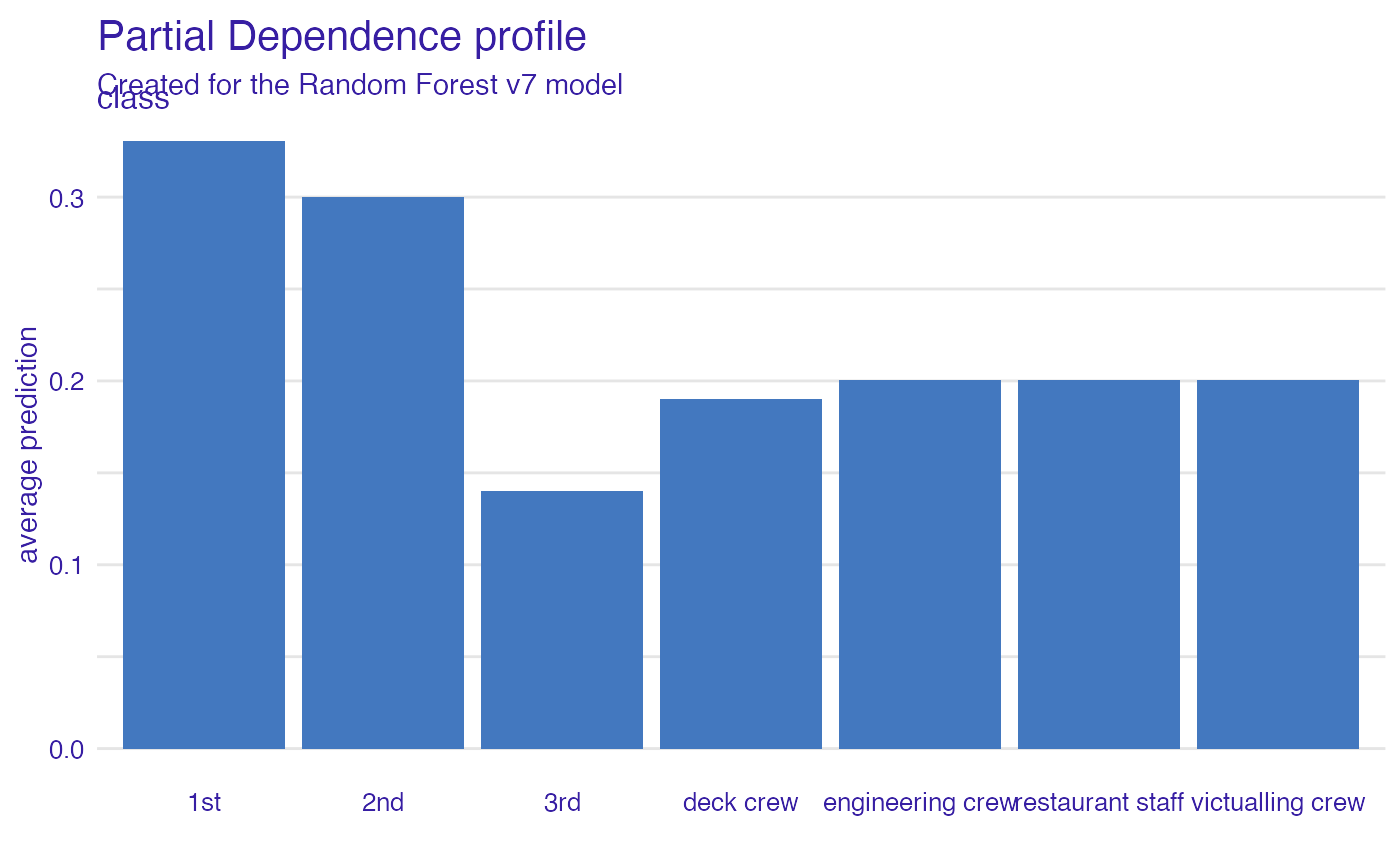 Partial Dependence profile
Created for the Random Forest v7 model
class
average prediction
0.3
0.2
0.1
0.0
1st 2nd 3rd deck crew engineering crew restaurant staff victualling crew